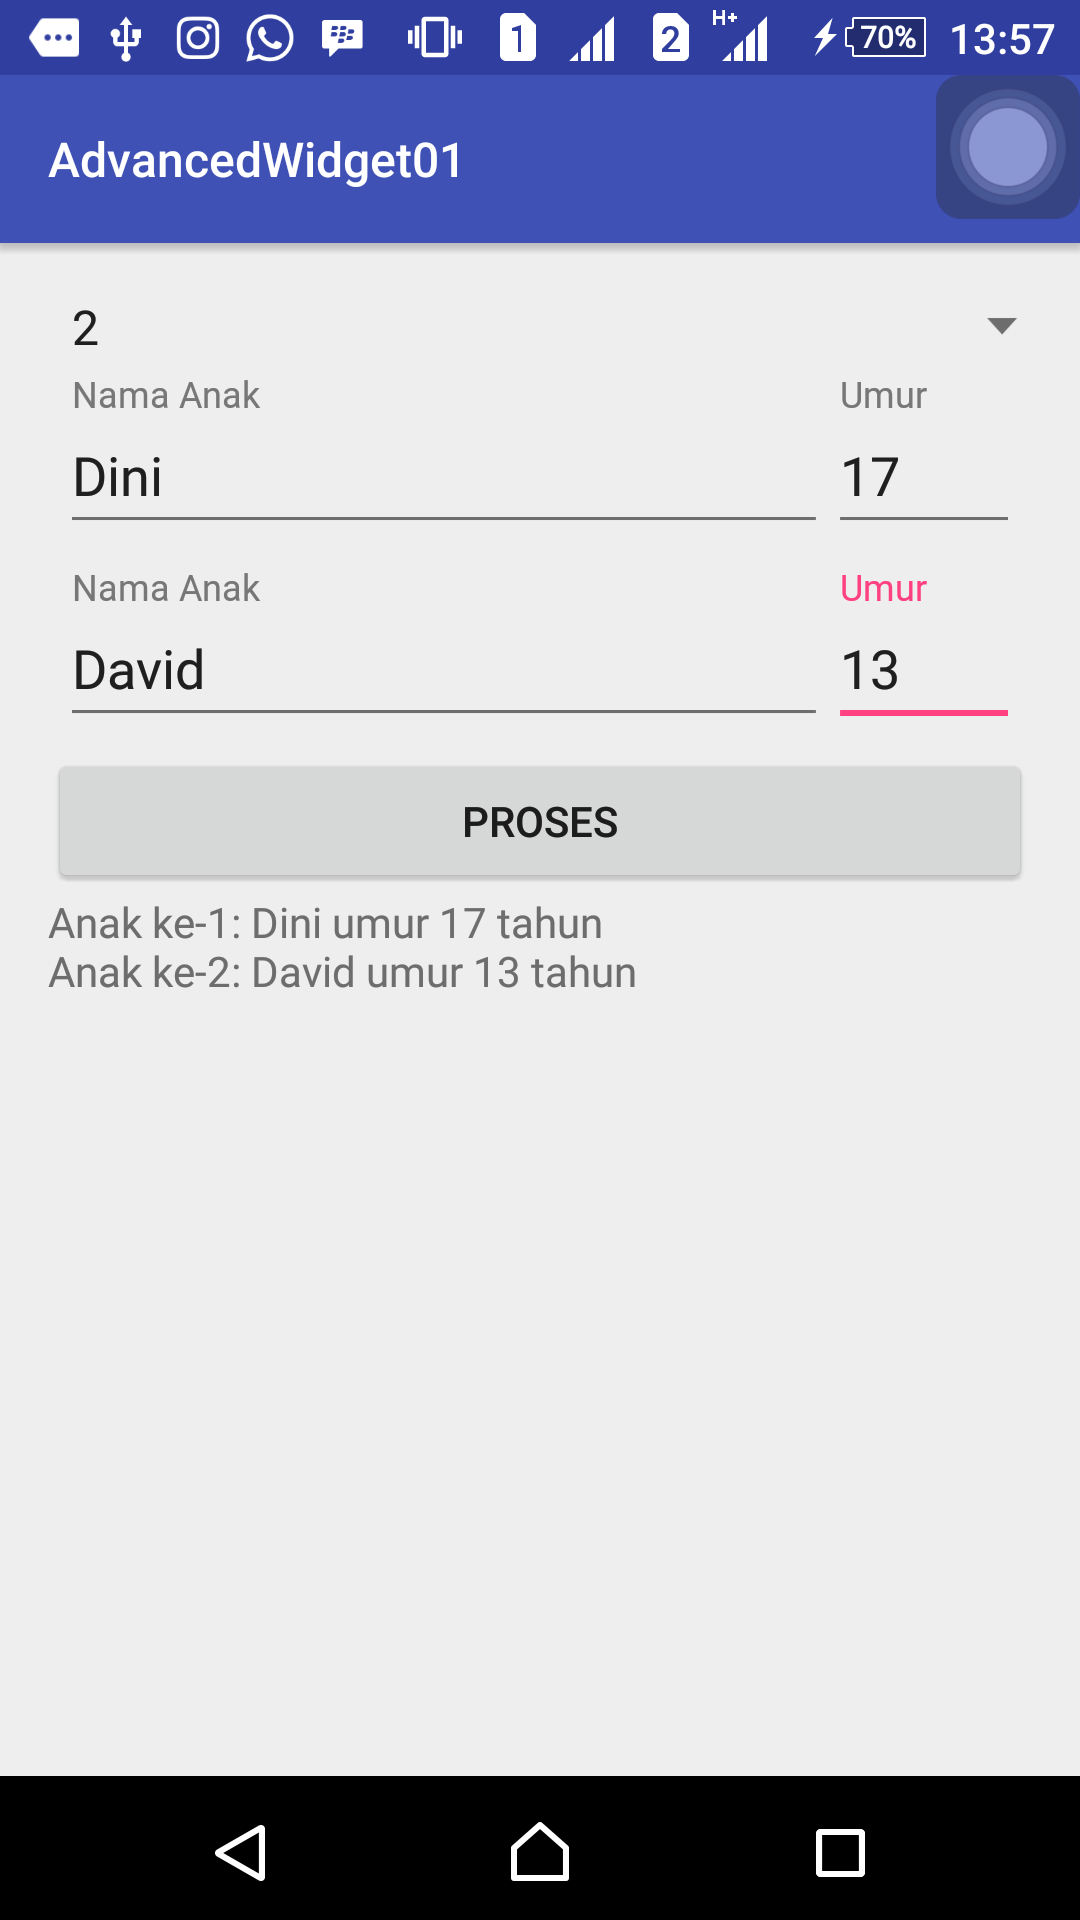 1 2 H+ 70% 13:57
AdvancedWidget01
2
Nama Anak Umur
Dini 17
Nama Anak Umur
David 13
PROSES
Anak ke-1: Dini umur 17 tahun
Anak ke-2: David umur 13 tahun